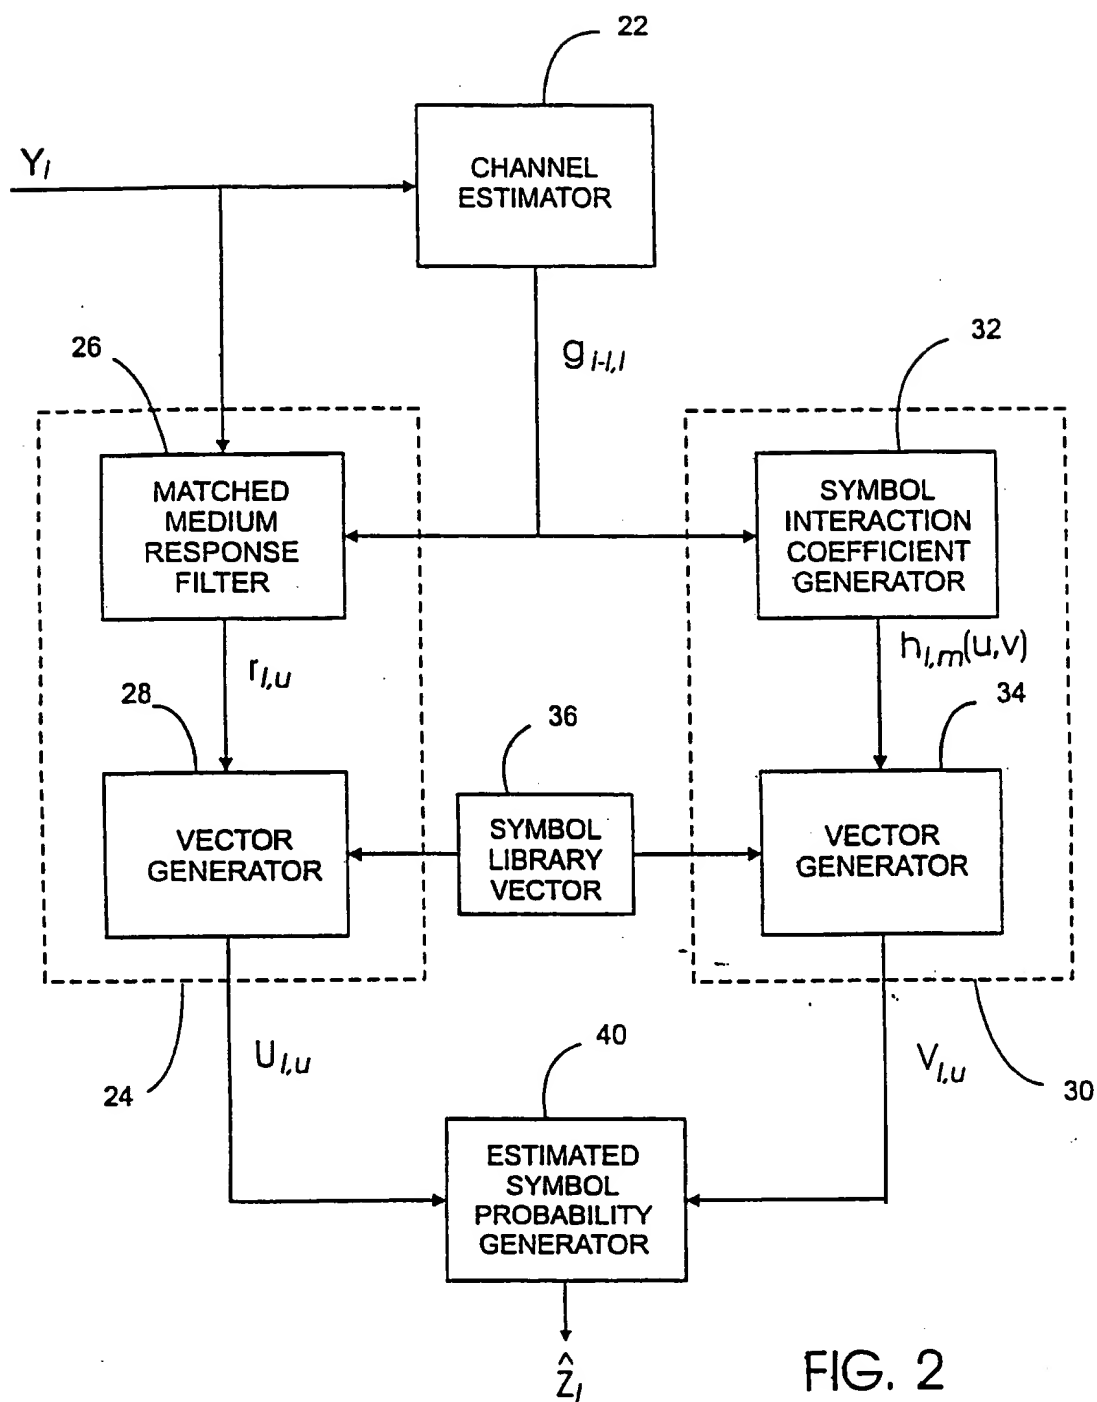 22
Y_l
CHANNEL
ESTIMATOR
26
32
g_{i-l,l}
MATCHED
MEDIUM
RESPONSE
FILTER
SYMBOL
INTERACTION
COEFFICIENT
GENERATOR
r_{l,u}
h_{l,m}(u,v)
28
36
34
VECTOR
GENERATOR
SYMBOL
LIBRARY
VECTOR
VECTOR
GENERATOR
U_{l,u}
40
V_{l,u}
24
30
ESTIMATED
SYMBOL
PROBABILITY
GENERATOR
Ẑ_l
FIG. 2